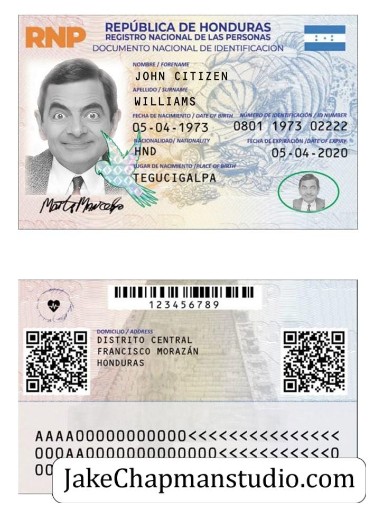 RNP
REPÚBLICA DE HONDURAS
REGISTRO NACIONAL DE LAS PERSONAS
DOCUMENTO NACIONAL DE IDENTIFICACIÓN
NOMBRE / FORENAME
JOHN CITIZEN
APELLIDO / SURNAME
WILLIAMS
FECHA DE NACIMIENTO / DATE OF BIRTH NÚMERO DE IDENTIFICACIÓN / ID NUMBER
05-04-1973 0801 1973 02222
NACIONALIDAD/ NATIONALITY FECHA DE EXPIRACIÓN /DATE OF EXPIRY
HND 05-04-2020
LUGAR DE NACIMIENTO /PLACE OF BIRTH
TEGUCIGALPA
123456789
DOMICILIO / ADDRESS
DISTRITO CENTRAL
FRANCISCO MORAZÁN
HONDURAS
AAAA00000000000<<<<<<<<<<<<<<<
JakeChapmanstudio.com